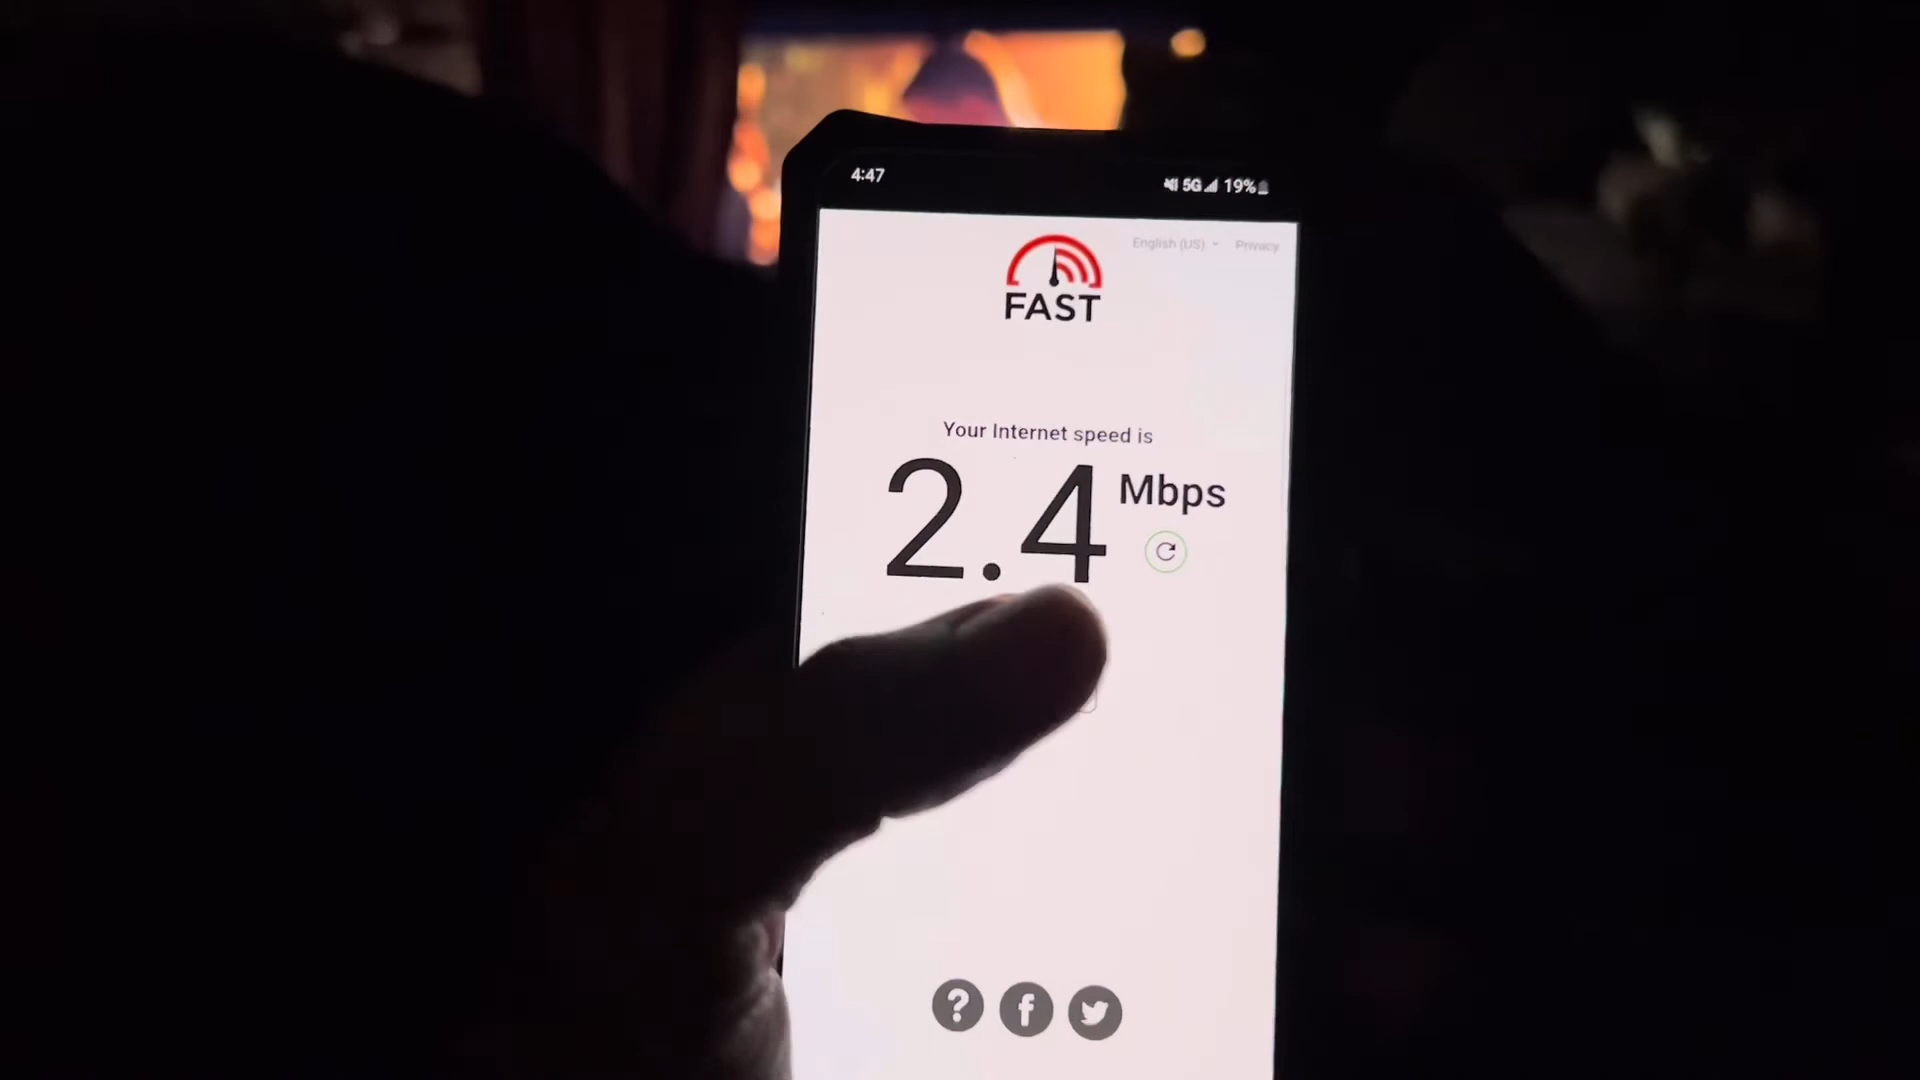 4:47 5G 19%
English (US) Privacy
FAST
Your Internet speed is
2.4 Mbps